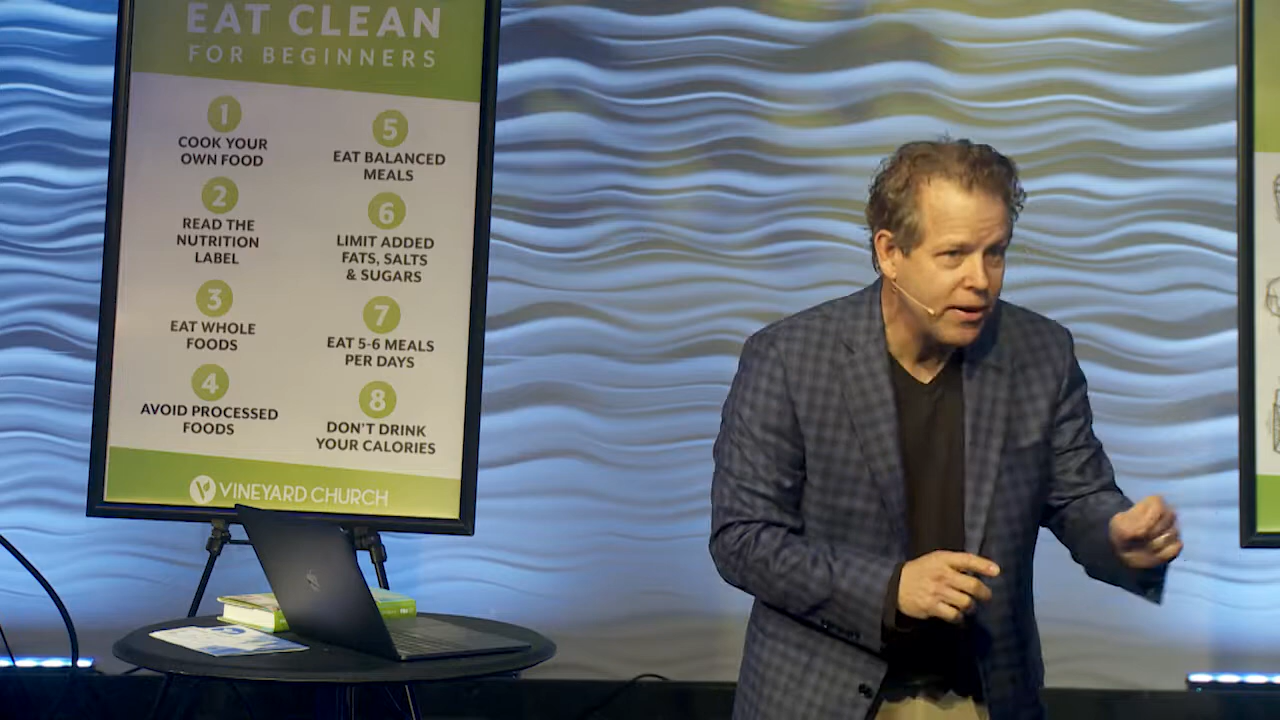 EAT CLEAN
FOR BEGINNERS
1
COOK YOUR
OWN FOOD
2
READ THE
NUTRITION
LABEL
3
EAT WHOLE
FOODS
4
AVOID PROCESSED
FOODS
5
EAT BALANCED
MEALS
6
LIMIT ADDED
FATS, SALTS
& SUGARS
7
EAT 5-6 MEALS
PER DAYS
8
DON'T DRINK
YOUR CALORIES
VINEYARD CHURCH